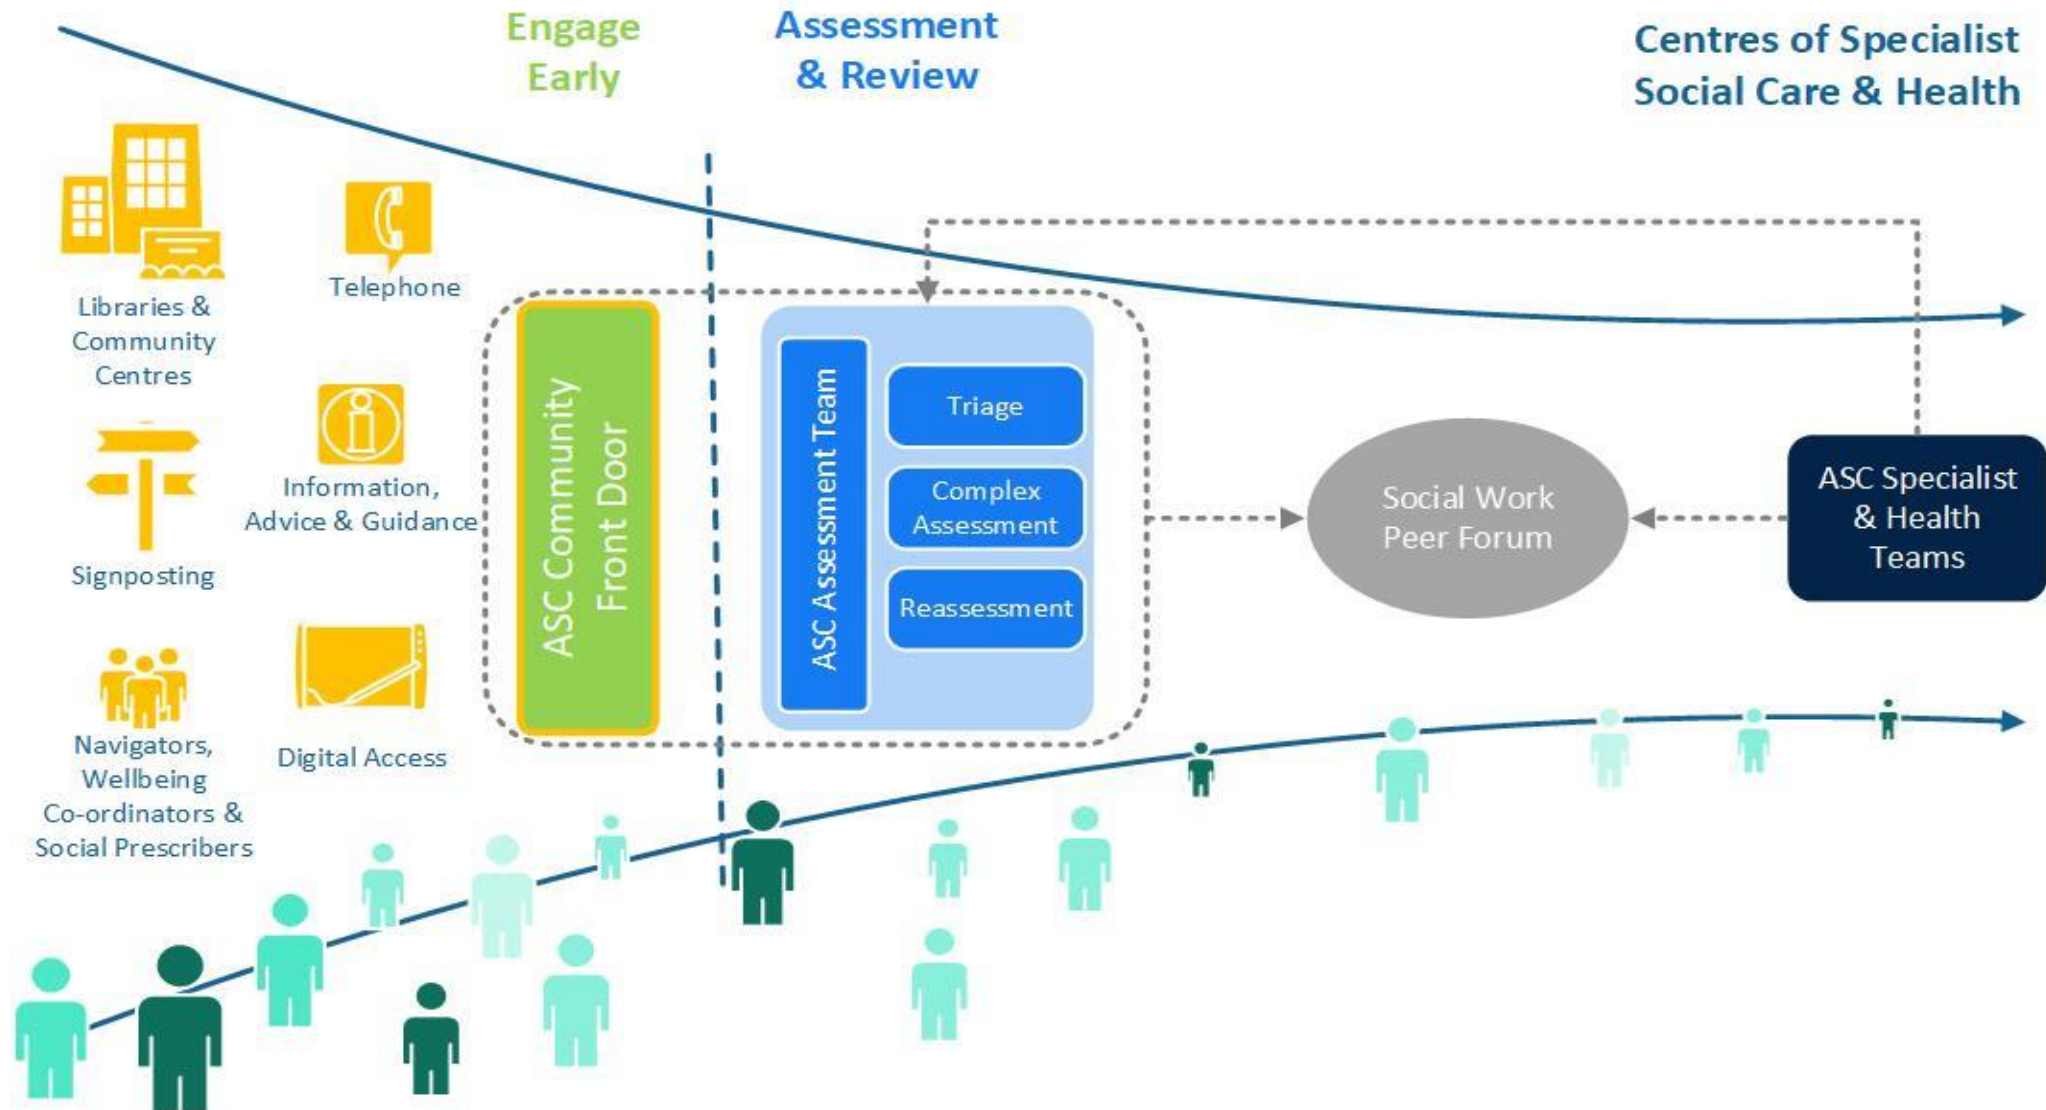 Engage
Early
Assessment
& Review
Centres of Specialist
Social Care & Health
Libraries &
Community
Centres
Telephone
Signposting
Information,
Advice & Guidance
Navigators,
Wellbeing
Co-ordinators &
Social Prescribers
Digital Access
ASC Community
Front Door
ASC Assessment Team
Triage
Complex
Assessment
Reassessment
Social Work
Peer Forum
ASC Specialist
& Health
Teams